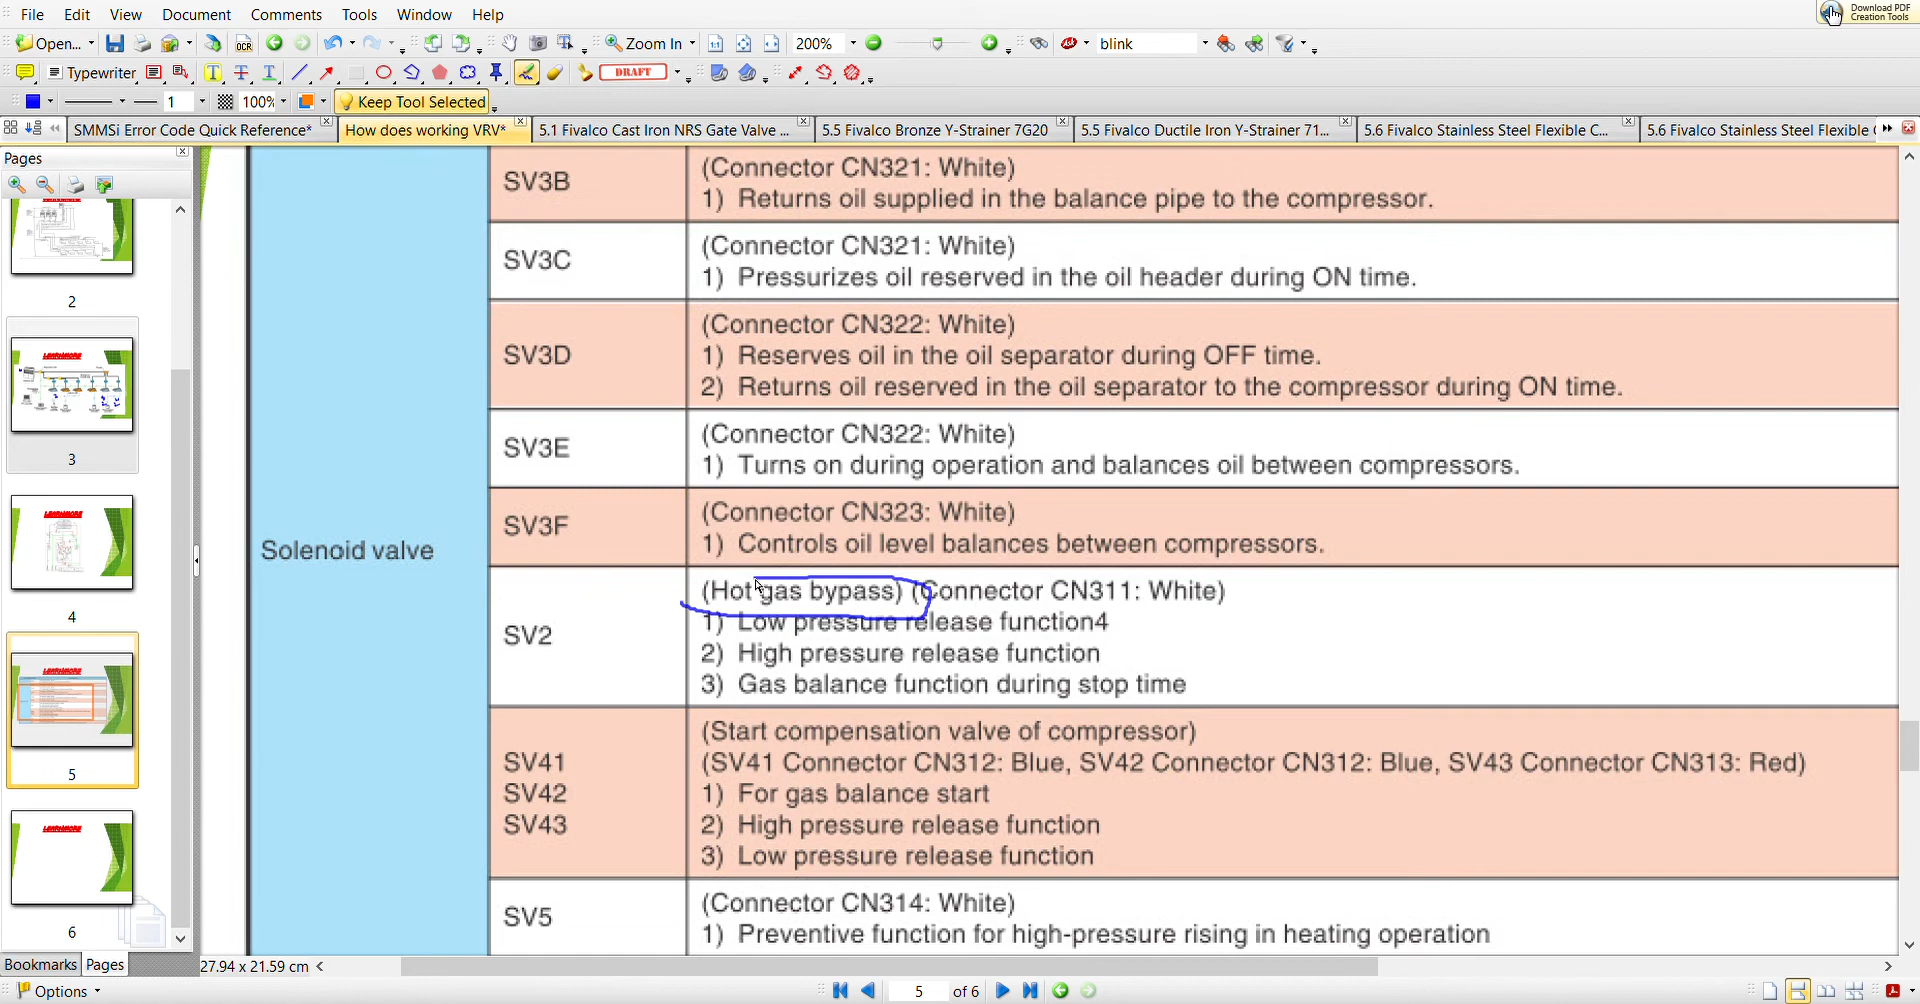 File Edit View Document Comments Tools Window Help
Download PDF
Creation Tools
Open... OCR Zoom In 200% blink
Typewriter DRAFT
1 100% Keep Tool Selected
SMMSi Error Code Quick Reference* How does working VRV* 5.1 Fivalco Cast Iron NRS Gate Valve ... 5.5 Fivalco Bronze Y-Strainer 7G20 5.5 Fivalco Ductile Iron Y-Strainer 71... 5.6 Fivalco Stainless Steel Flexible C... 5.6 Fivalco Stainless Steel Flexible
Pages
2
LEARNMORE
3
LEARNMORE
4
LEARNMORE
5
LEARNMORE
6
Bookmarks Pages
Solenoid valve
SV3B
(Connector CN321: White)
1) Returns oil supplied in the balance pipe to the compressor.
SV3C
(Connector CN321: White)
1) Pressurizes oil reserved in the oil header during ON time.
SV3D
(Connector CN322: White)
1) Reserves oil in the oil separator during OFF time.
2) Returns oil reserved in the oil separator to the compressor during ON time.
SV3E
(Connector CN322: White)
1) Turns on during operation and balances oil between compressors.
SV3F
(Connector CN323: White)
1) Controls oil level balances between compressors.
SV2
(Hot gas bypass) (Connector CN311: White)
1) Low pressure release function4
2) High pressure release function
3) Gas balance function during stop time
SV41
SV42
SV43
(Start compensation valve of compressor)
(SV41 Connector CN312: Blue, SV42 Connector CN312: Blue, SV43 Connector CN313: Red)
1) For gas balance start
2) High pressure release function
3) Low pressure release function
SV5
(Connector CN314: White)
1) Preventive function for high-pressure rising in heating operation
27.94 x 21.59 cm
Options 5 of 6